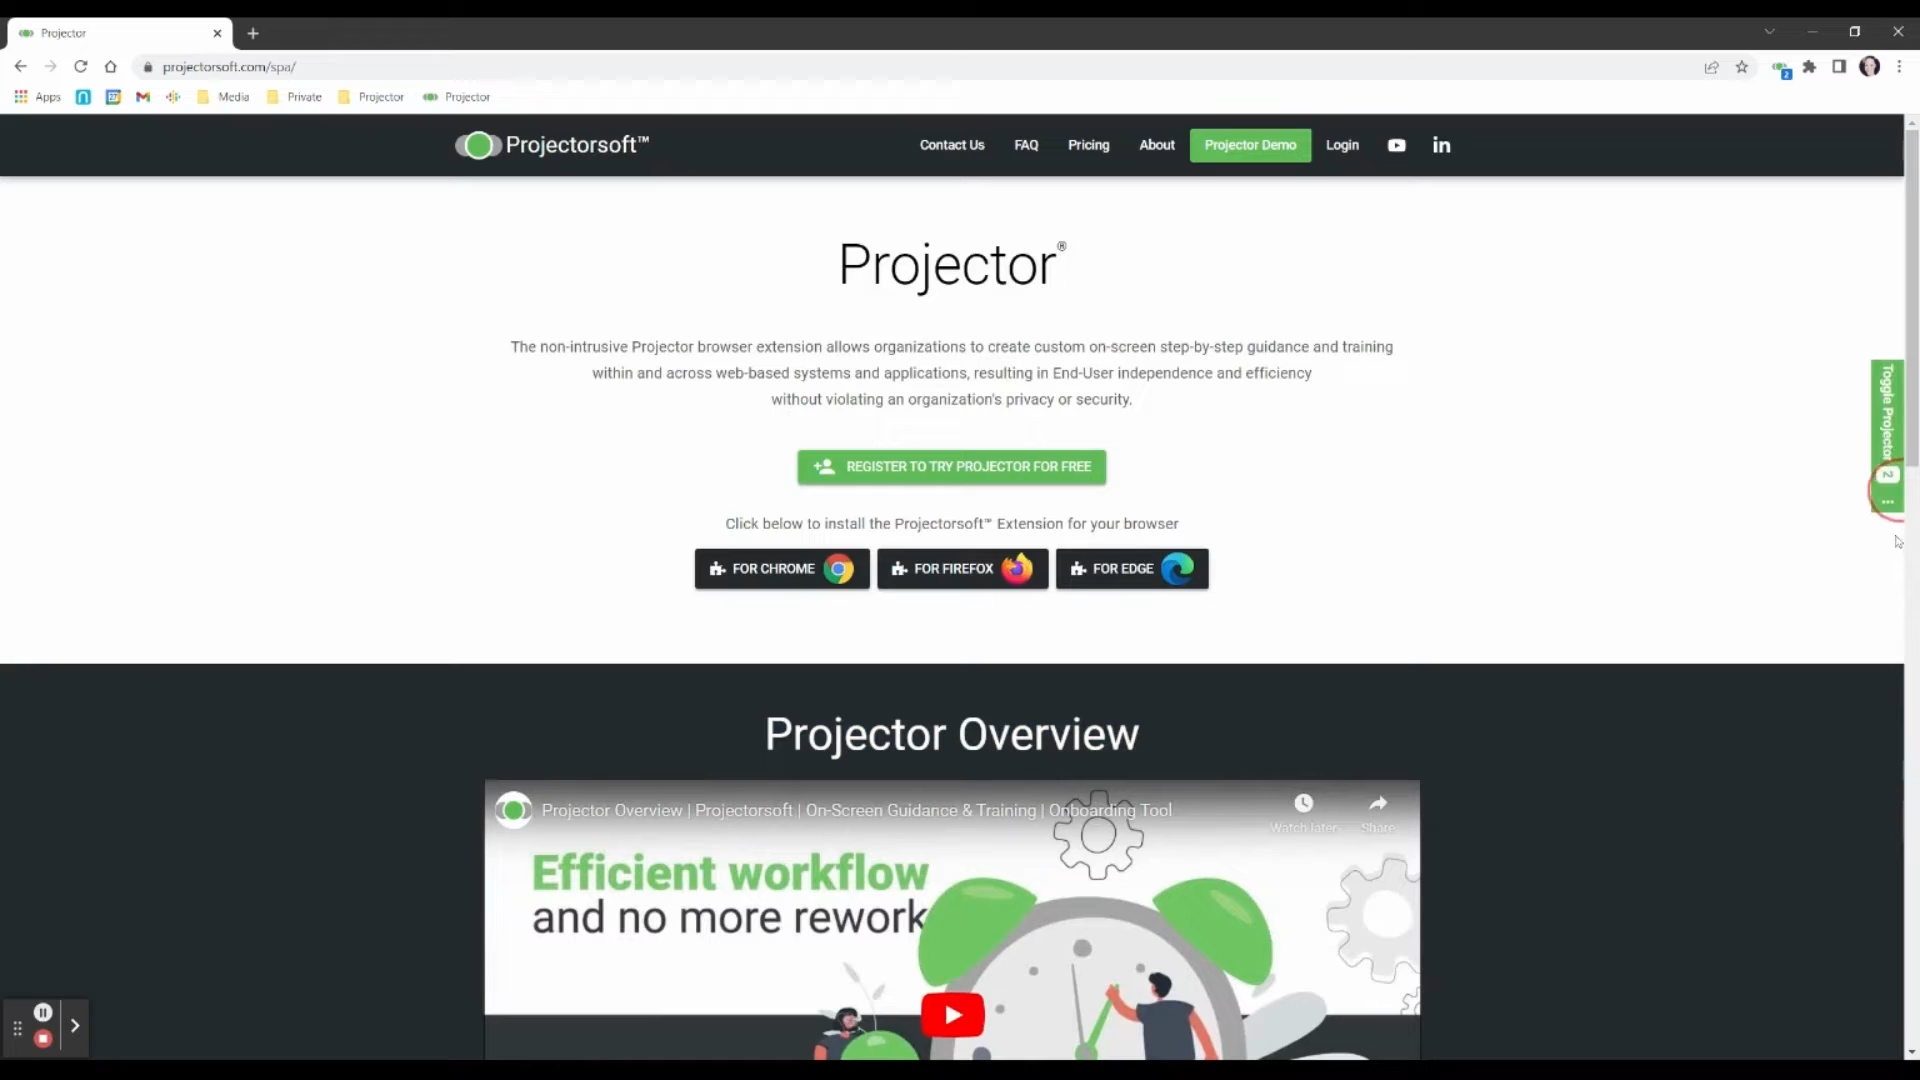 Projector
projectorsoft.com/spa/
2
Apps
27
Media
Private
Projector
Projector
Projectorsoft™
Contact Us
FAQ
Pricing
About
Projector Demo
Login
in
Projector®
The non-intrusive Projector browser extension allows organizations to create custom on-screen step-by-step guidance and training
within and across web-based systems and applications, resulting in End-User independence and efficiency
without violating an organization's privacy or security.
Toggle Projector 2
REGISTER TO TRY PROJECTOR FOR FREE
Click below to install the Projectorsoft™ Extension for your browser
FOR CHROME
FOR FIREFOX
FOR EDGE
Projector Overview
Projector Overview | Projectorsoft | On-Screen Guidance & Training | Onboarding Tool
Watch later
Share
Efficient workflow
and no more rework